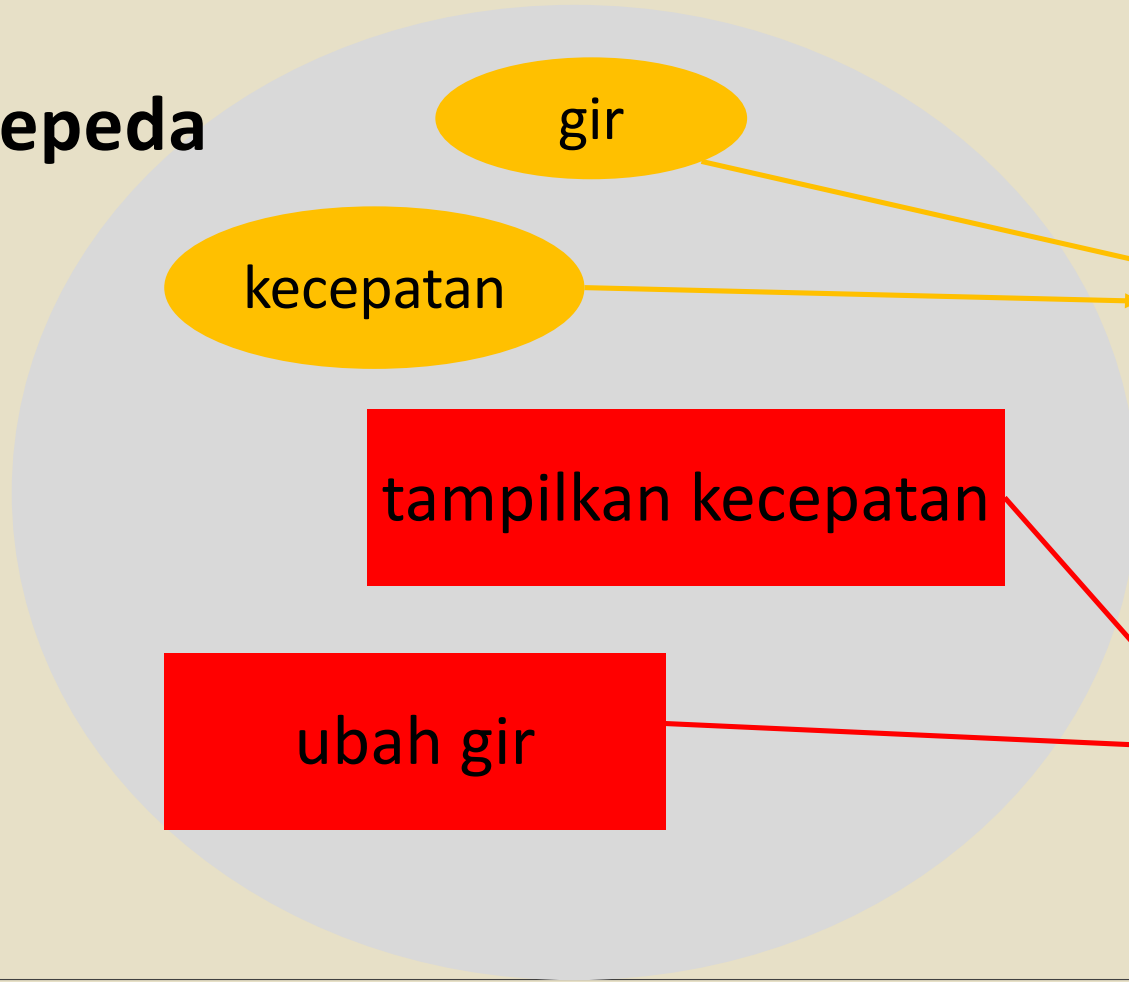 epeda
gir
kecepatan
tampilkan kecepatan
ubah gir